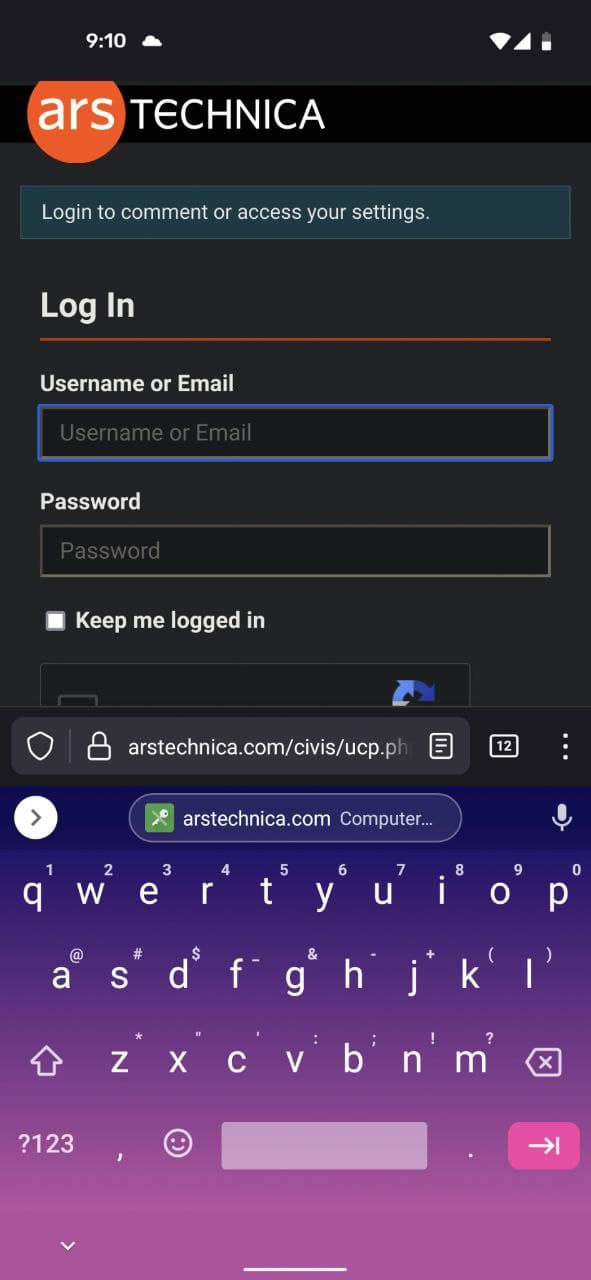 9:10
ars TECHNICA
Login to comment or access your settings.
Log In
Username or Email
Username or Email
Password
Password
Keep me logged in
arstechnica.com/civis/ucp.ph
12
arstechnica.com Computer...
1 2 3 4 5 6 7 8 9 0
q w e r t y u i o p
@ # $ _ & - + ( )
a s d f g h j k l
* " ' : ; ! ?
z x c v b n m
?123 , .